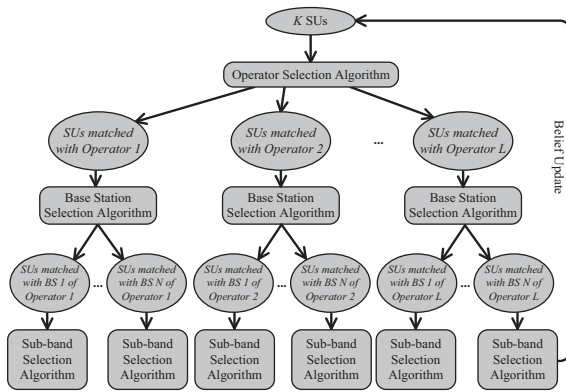 K SUs
Operator Selection Algorithm
SUs matched
with Operator 1
SUs matched
with Operator 2
...
SUs matched
with Operator L
Belief Update
Base Station
Selection Algorithm
Base Station
Selection Algorithm
Base Station
Selection Algorithm
SUs matched
with BS 1 of
Operator 1
...
SUs matched
with BS N of
Operator 1
SUs matched
with BS 1 of
Operator 2
...
SUs matched
with BS N of
Operator 2
SUs matched
with BS 1 of
Operator L
...
SUs matched
with BS N of
Operator L
Sub-band
Selection
Algorithm
Sub-band
Selection
Algorithm
Sub-band
Selection
Algorithm
Sub-band
Selection
Algorithm
Sub-band
Selection
Algorithm
Sub-band
Selection
Algorithm